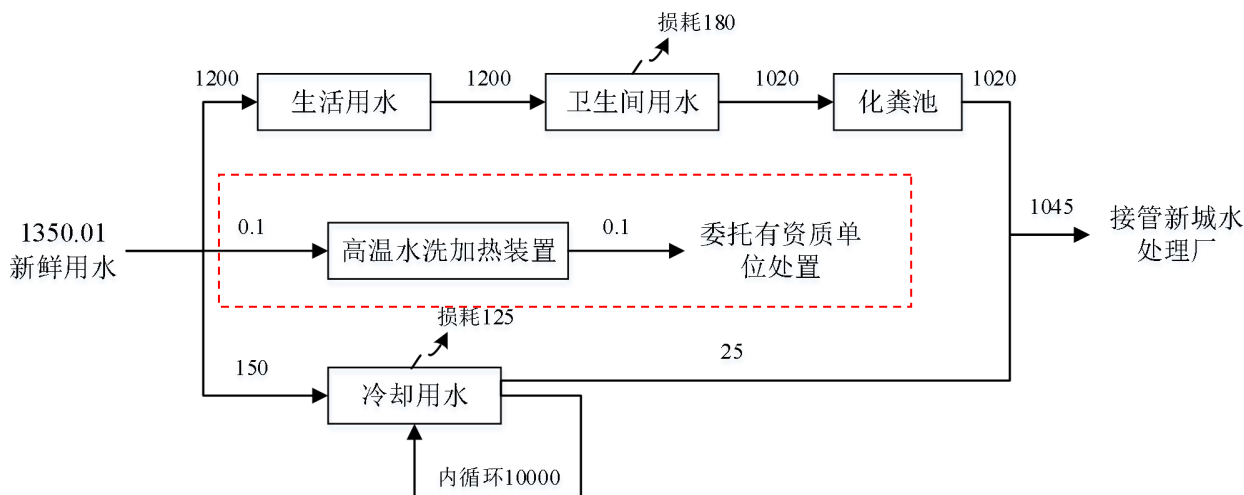 损耗180
1200
生活用水
1200
卫生间用水
1020
化粪池
1020
1350.01
新鲜用水
0.1
高温水洗加热装置
0.1
委托有资质单
位处置
1045
接管新城水
处理厂
损耗125
150
冷却用水
25
内循环10000